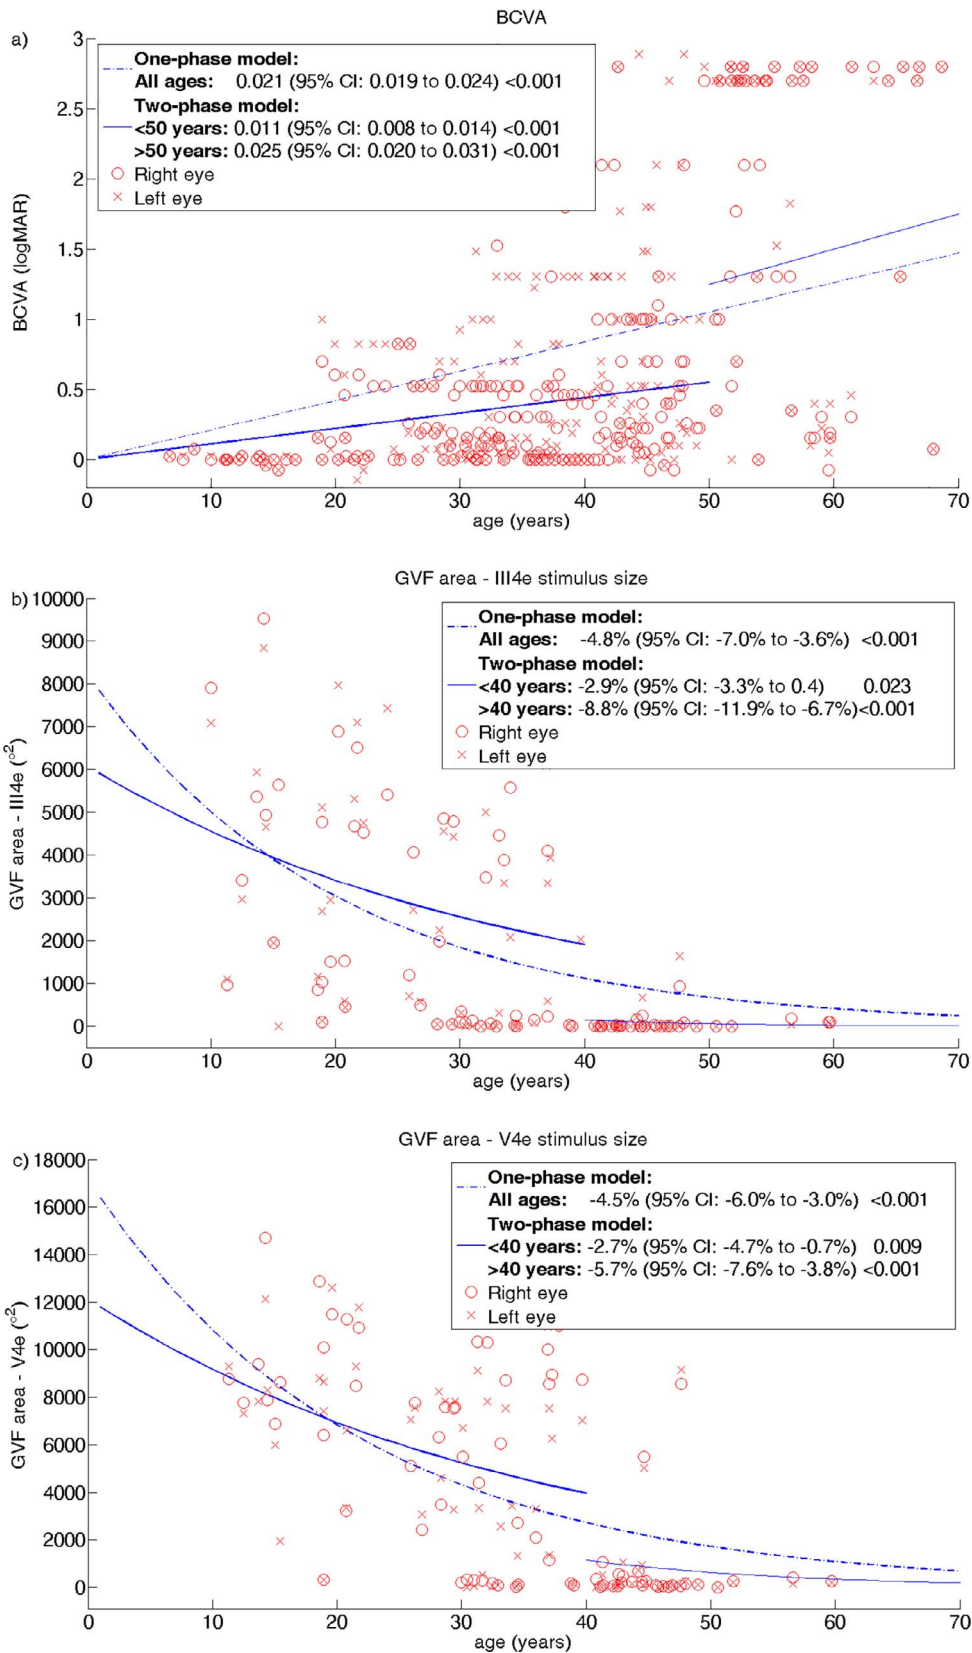 BCVA
a)
3
2.5
2
1.5
1
0.5
0
BCVA (logMAR)
One-phase model:
All ages: 0.021 (95% CI: 0.019 to 0.024) <0.001
Two-phase model:
<50 years: 0.011 (95% CI: 0.008 to 0.014) <0.001
>50 years: 0.025 (95% CI: 0.020 to 0.031) <0.001
Right eye
Left eye
0 10 20 30 40 50 60 70
age (years)
GVF area - III4e stimulus size
b)
10000
9000
8000
7000
6000
5000
4000
3000
2000
1000
0
GVF area - III4e (°2)
One-phase model:
All ages: -4.8% (95% CI: -7.0% to -3.6%) <0.001
Two-phase model:
<40 years: -2.9% (95% CI: -3.3% to 0.4) 0.023
>40 years: -8.8% (95% CI: -11.9% to -6.7%)<0.001
Right eye
Left eye
0 10 20 30 40 50 60 70
age (years)
GVF area - V4e stimulus size
c)
18000
16000
14000
12000
10000
8000
6000
4000
2000
0
GVF area - V4e (°2)
One-phase model:
All ages: -4.5% (95% CI: -6.0% to -3.0%) <0.001
Two-phase model:
<40 years: -2.7% (95% CI: -4.7% to -0.7%) 0.009
>40 years: -5.7% (95% CI: -7.6% to -3.8%) <0.001
Right eye
Left eye
0 10 20 30 40 50 60 70
age (years)